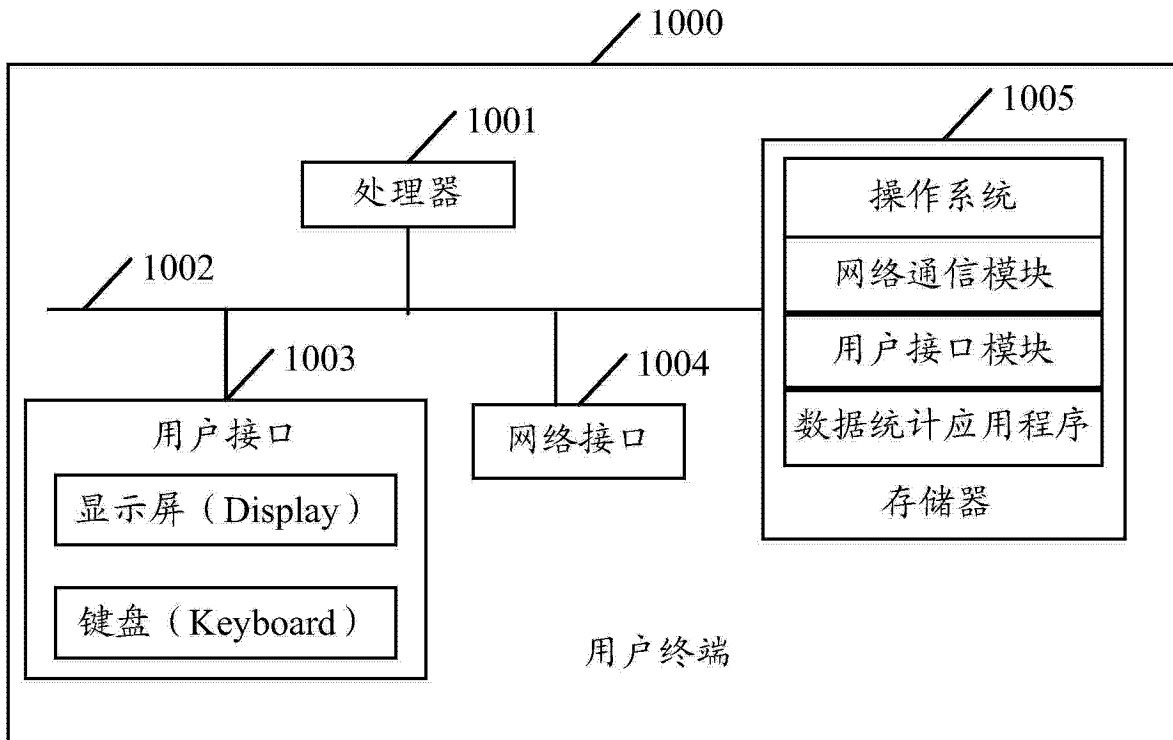 1000
1001
1005
处理器
操作系统
1002
网络通信模块
用户接口模块
1003
1004
用户接口
网络接口
数据统计应用程序
显示屏（Display）
存储器
键盘（Keyboard）
用户终端